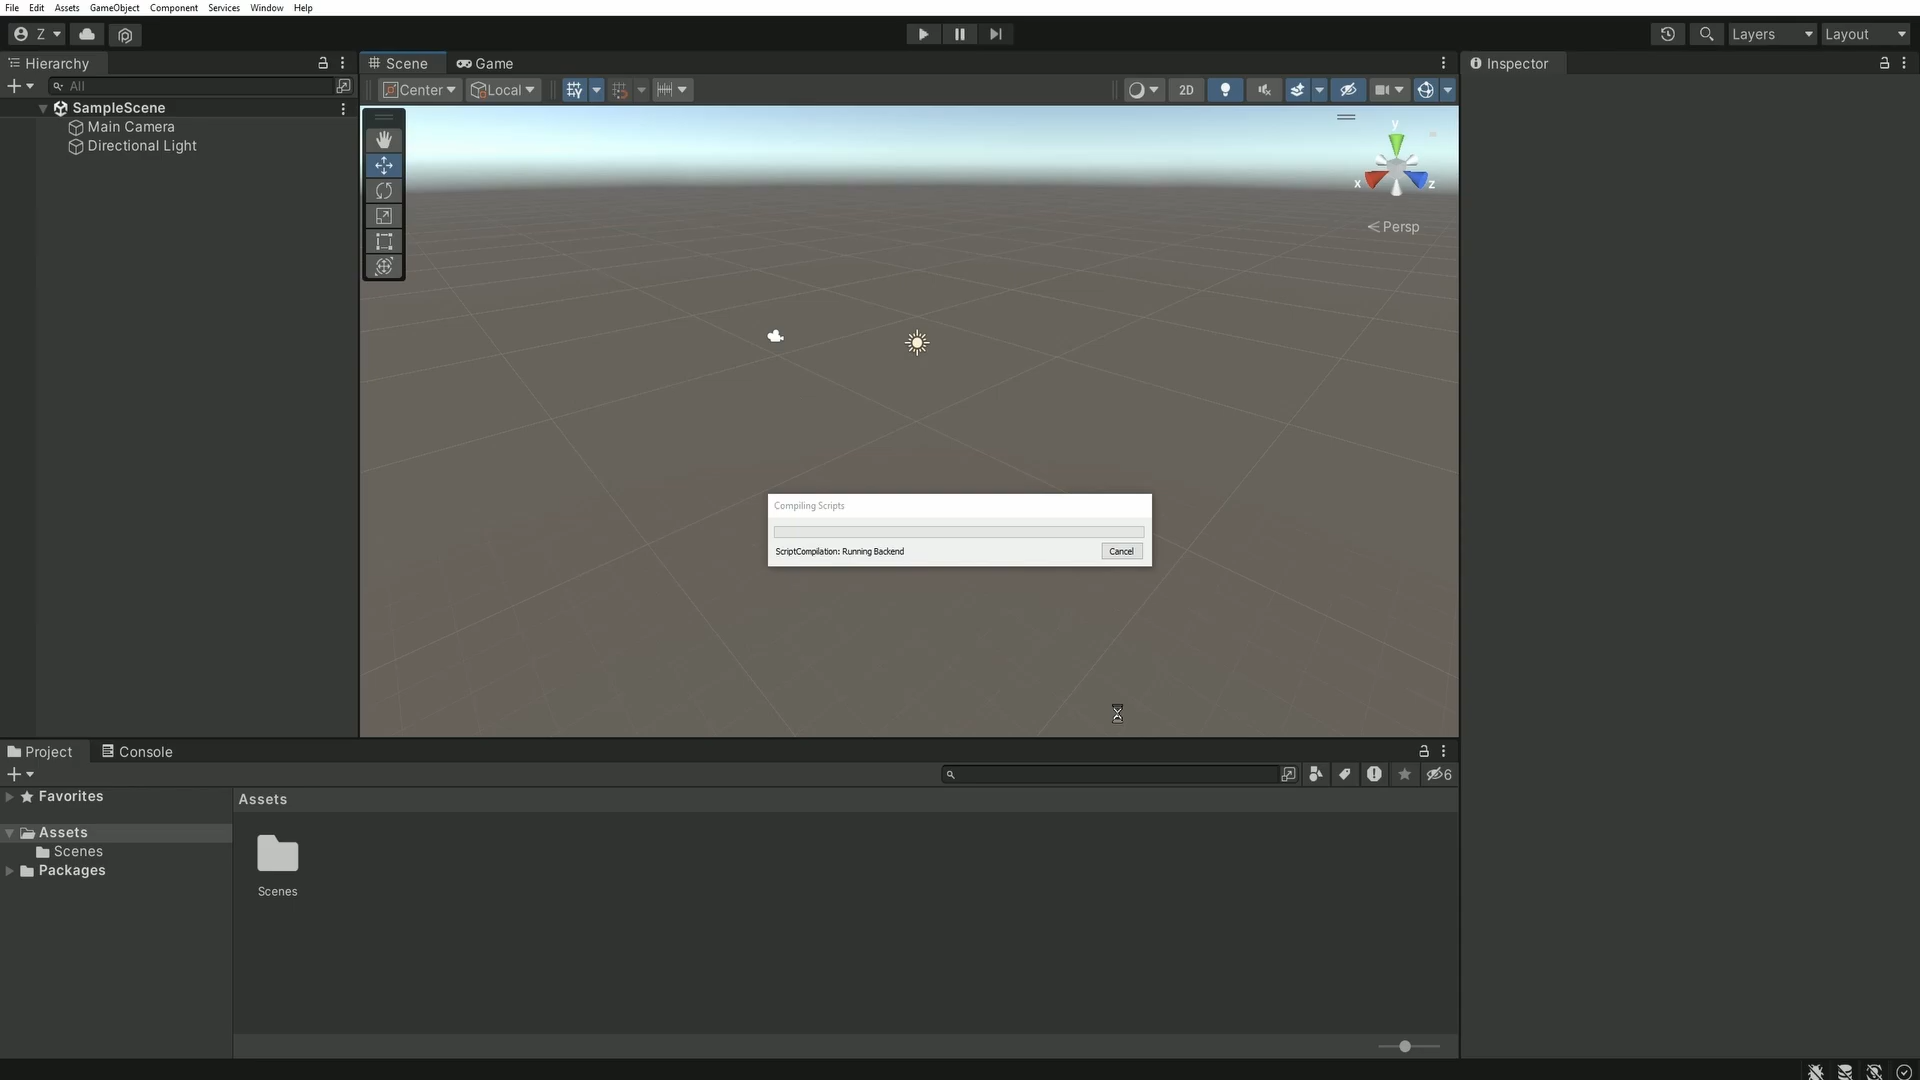 File Edit Assets GameObject Component Services Window Help
Z Layers Layout
Hierarchy Scene Game Inspector
All Center Local 2D
SampleScene
Main Camera
Directional Light
y
x z
Persp
Compiling Scripts
ScriptCompilation: Running Backend Cancel
Project Console
6
Favorites Assets
Assets
Scenes
Packages
Scenes